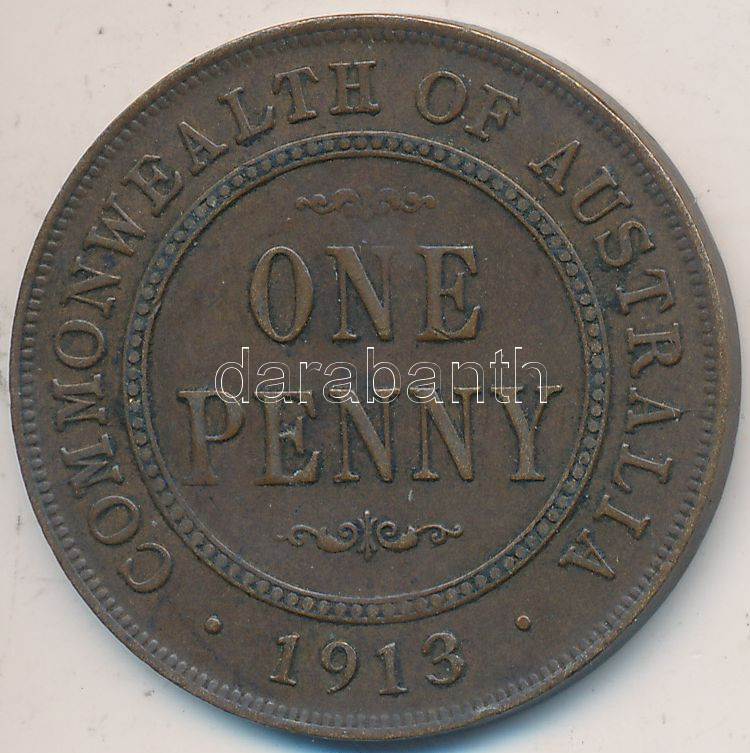 COMMONWEALTH OF AUSTRALIA
ONE
darabanth
PENNY
· 1913 ·